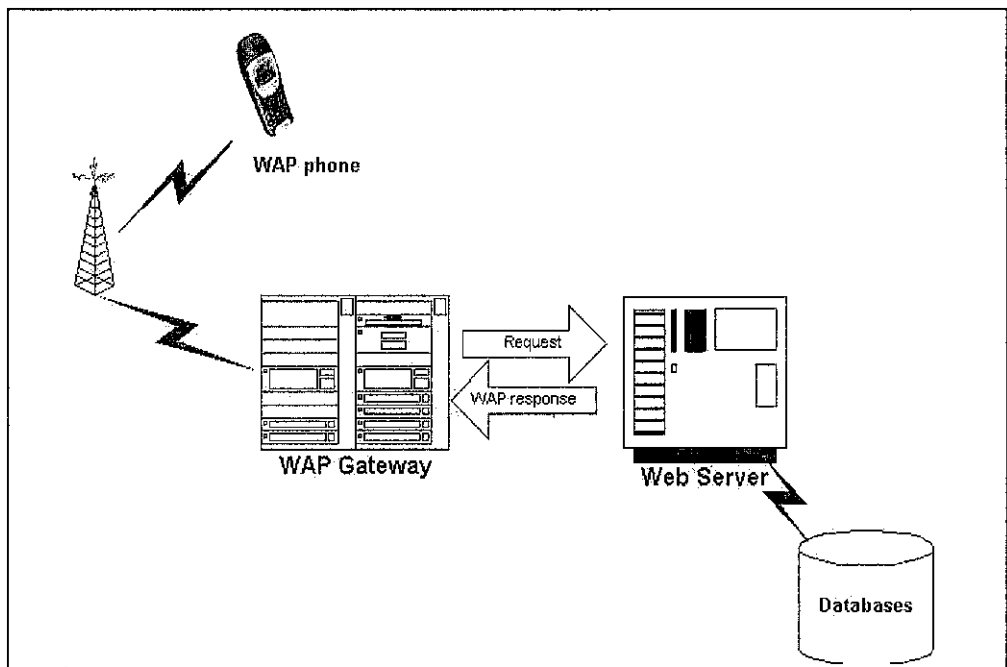 WAP phone
Request
WAP response
WAP Gateway
Web Server
Databases